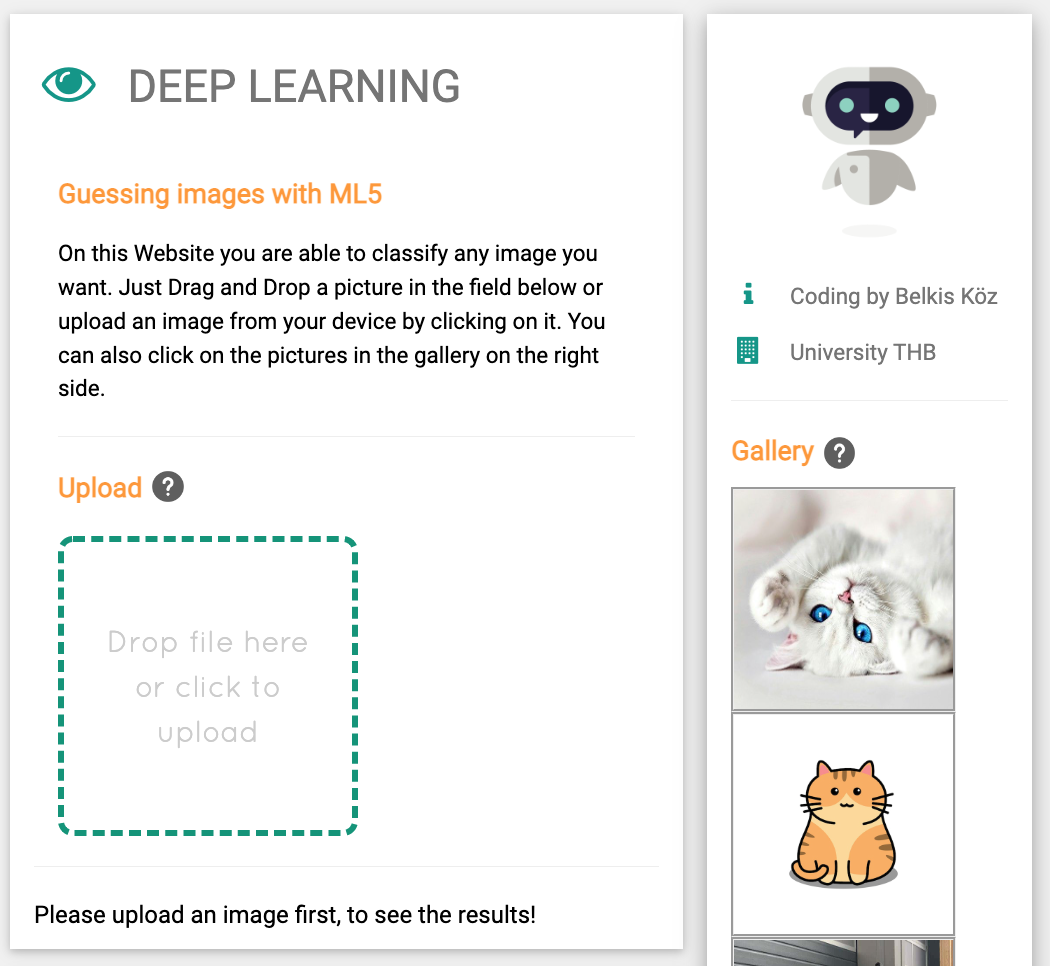 DEEP LEARNING
Guessing images with ML5
On this Website you are able to classify any image you
want. Just Drag and Drop a picture in the field below or
upload an image from your device by clicking on it. You
can also click on the pictures in the gallery on the right
side.
Upload ?
Drop file here
or click to
upload
Please upload an image first, to see the results!
Coding by Belkis Köz
University THB
Gallery ?